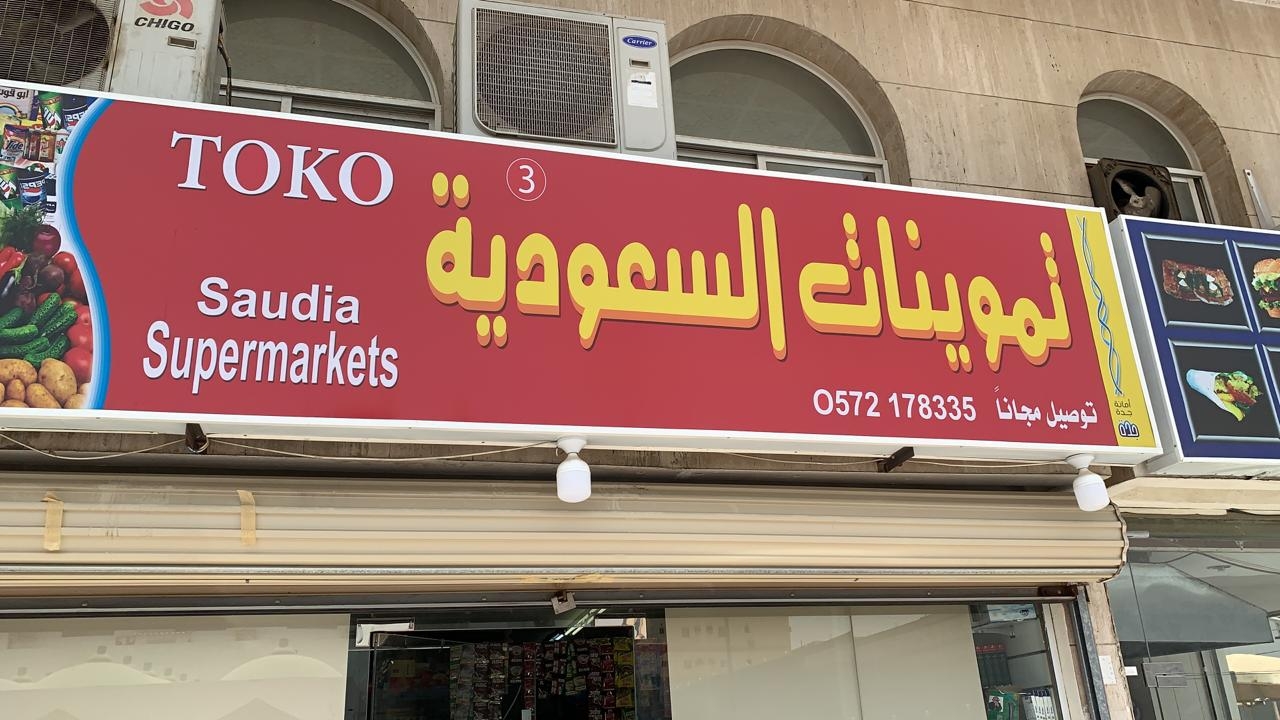 CHIGO
Carrier
TOKO
3
تموينات السعودية
Saudia
Supermarkets
توصيل مجاناً 0572 178335
أمانة
جدة